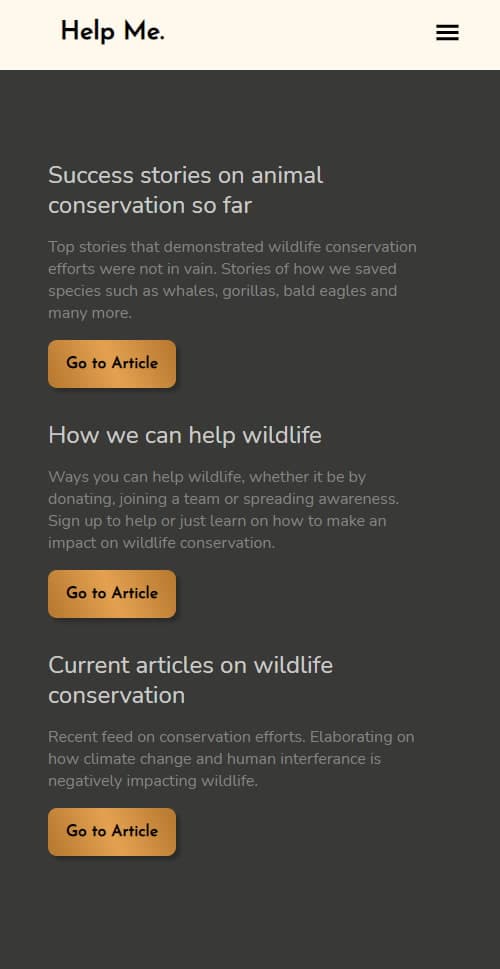 Help Me.
Success stories on animal
conservation so far
Top stories that demonstrated wildlife conservation
efforts were not in vain. Stories of how we saved
species such as whales, gorillas, bald eagles and
many more.
Go to Article
How we can help wildlife
Ways you can help wildlife, whether it be by
donating, joining a team or spreading awareness.
Sign up to help or just learn on how to make an
impact on wildlife conservation.
Go to Article
Current articles on wildlife
conservation
Recent feed on conservation efforts. Elaborating on
how climate change and human interferance is
negatively impacting wildlife.
Go to Article